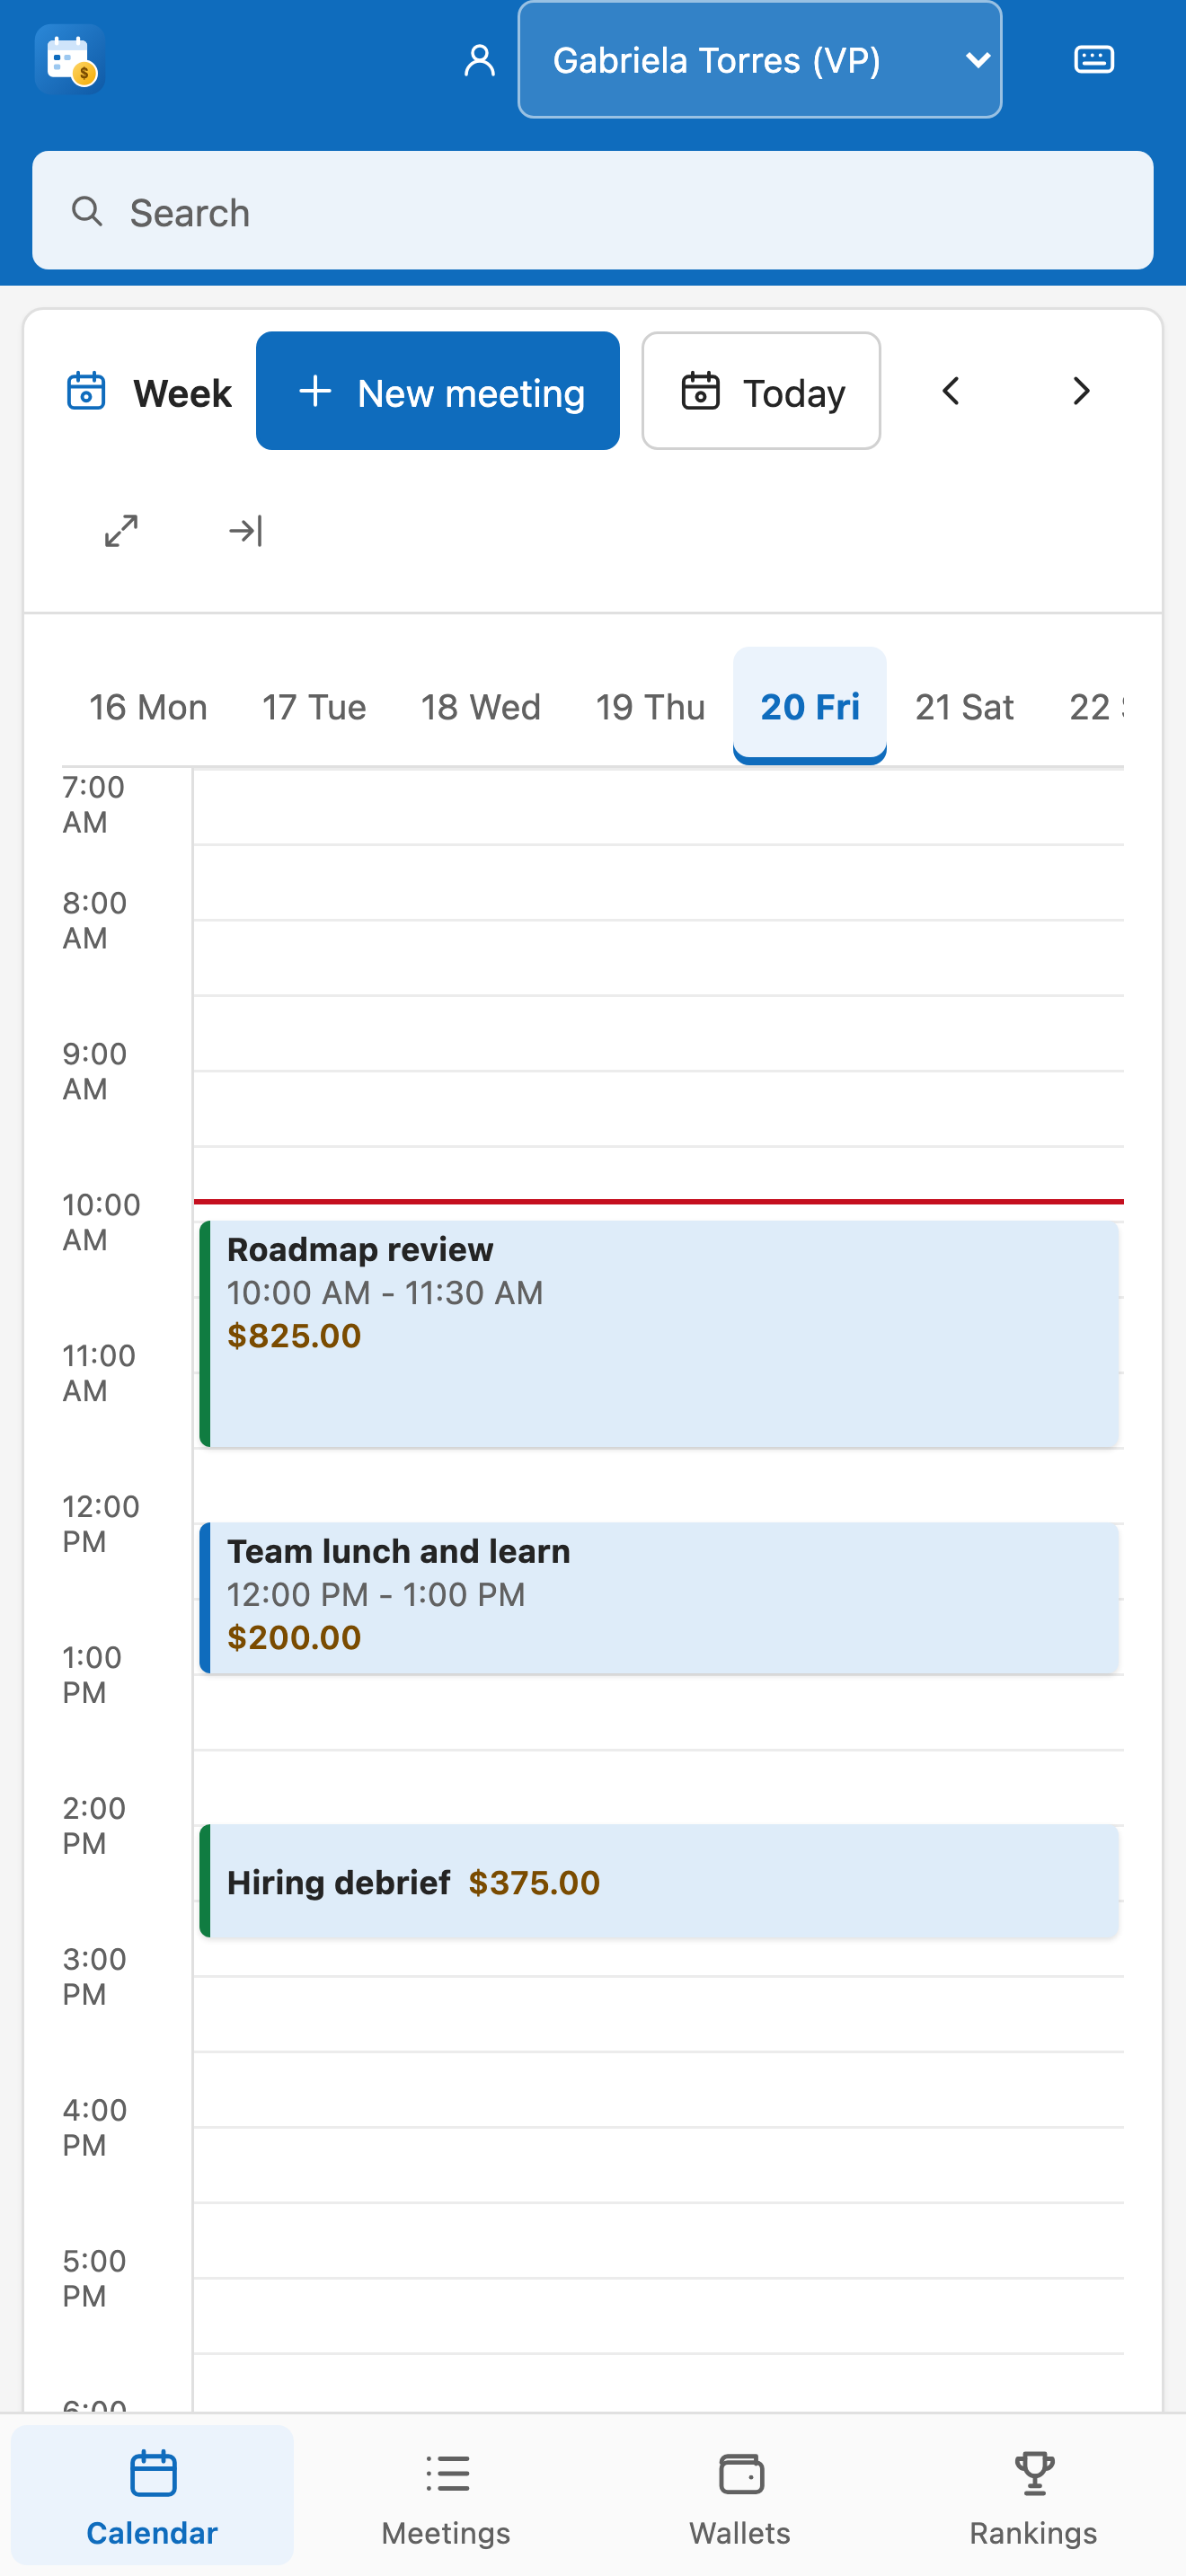 $
Gabriela Torres (VP)
Search
Week
New meeting
Today
16 Mon
17 Tue
18 Wed
19 Thu
20 Fri
21 Sat
22
7:00
AM
8:00
AM
9:00
AM
10:00
AM
Roadmap review
10:00 AM - 11:30 AM
$825.00
11:00
AM
12:00
PM
Team lunch and learn
12:00 PM - 1:00 PM
$200.00
1:00
PM
2:00
PM
Hiring debrief $375.00
3:00
PM
4:00
PM
5:00
PM
6:00
Calendar
Meetings
Wallets
Rankings